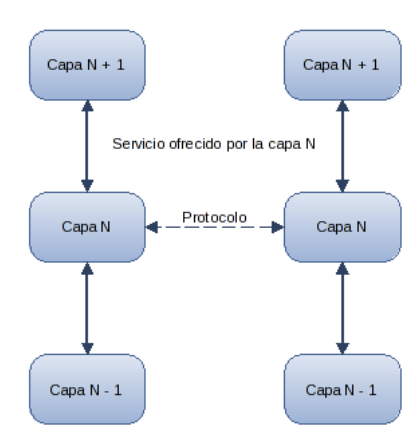 Capa N + 1
Capa N + 1
Servicio ofrecido por la capa N
Capa N
Protocolo
Capa N
Capa N - 1
Capa N - 1